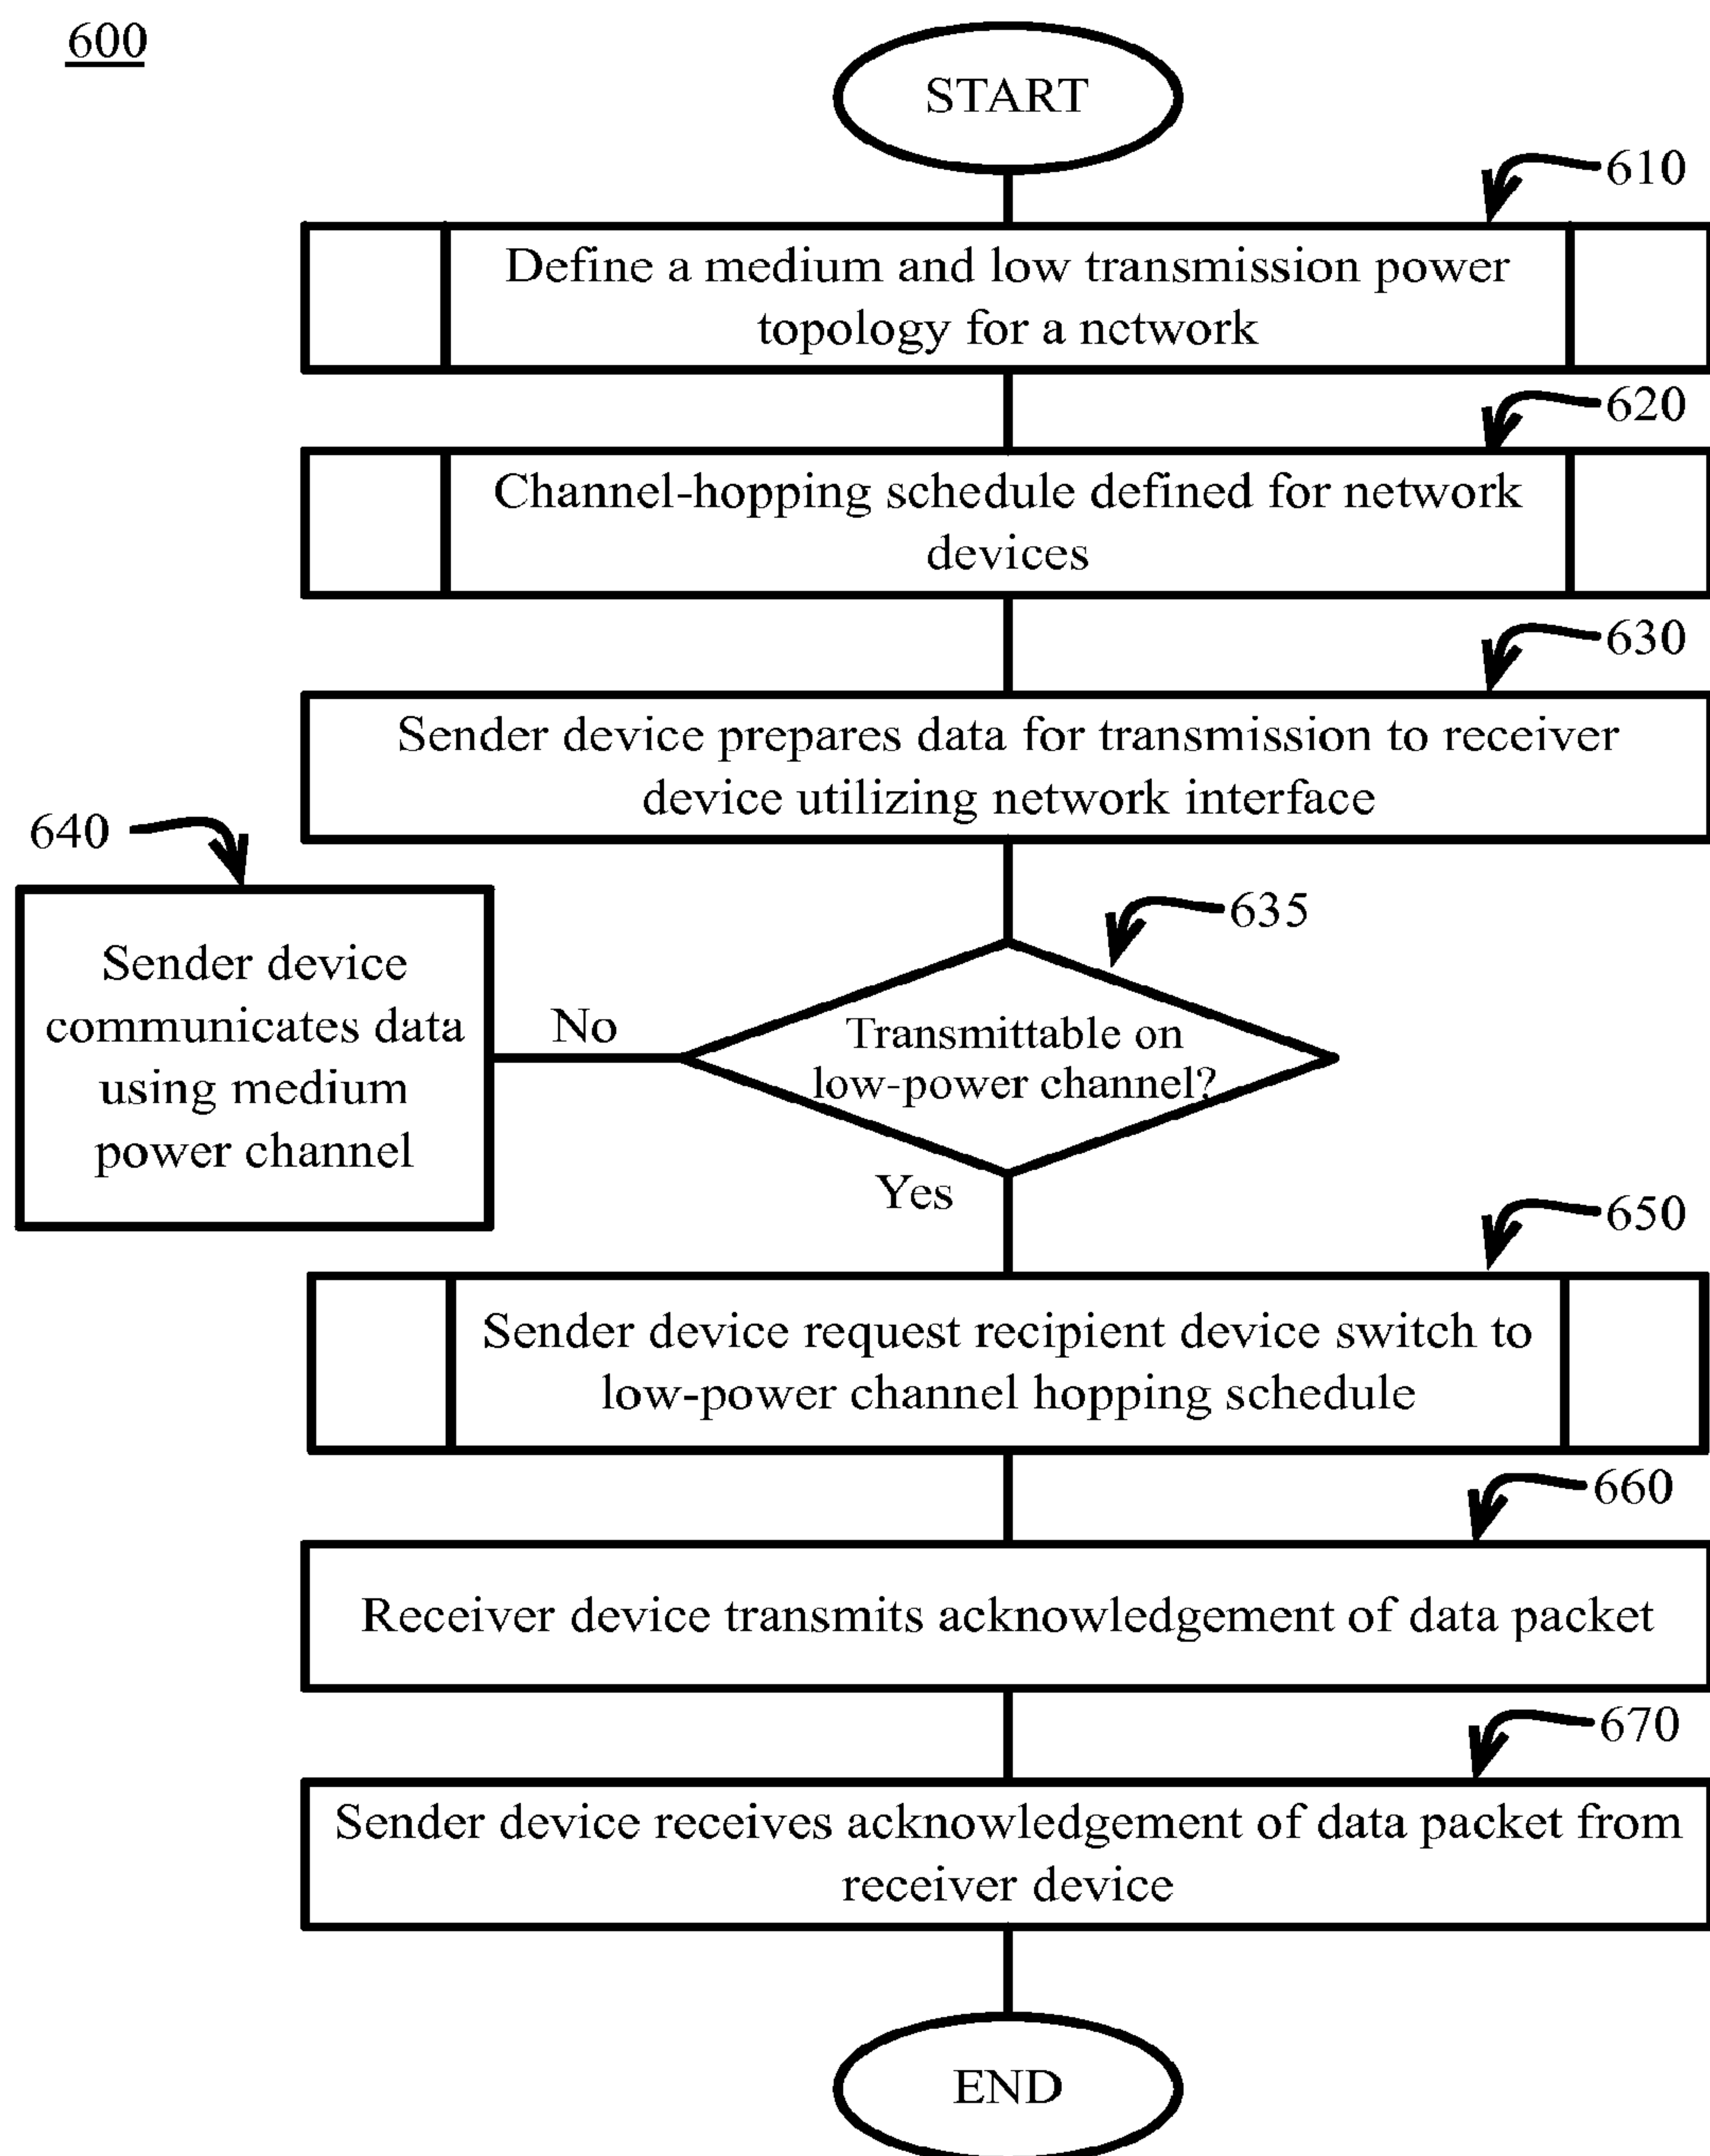 600
START
610
Define a medium and low transmission power
topology for a network
620
Channel-hopping schedule defined for network
devices
630
Sender device prepares data for transmission to receiver
device utilizing network interface
640
635
Sender device
communicates data
using medium
power channel
No
Transmittable on
low-power channel?
Yes
650
Sender device request recipient device switch to
low-power channel hopping schedule
660
Receiver device transmits acknowledgement of data packet
670
Sender device receives acknowledgement of data packet from
receiver device
END